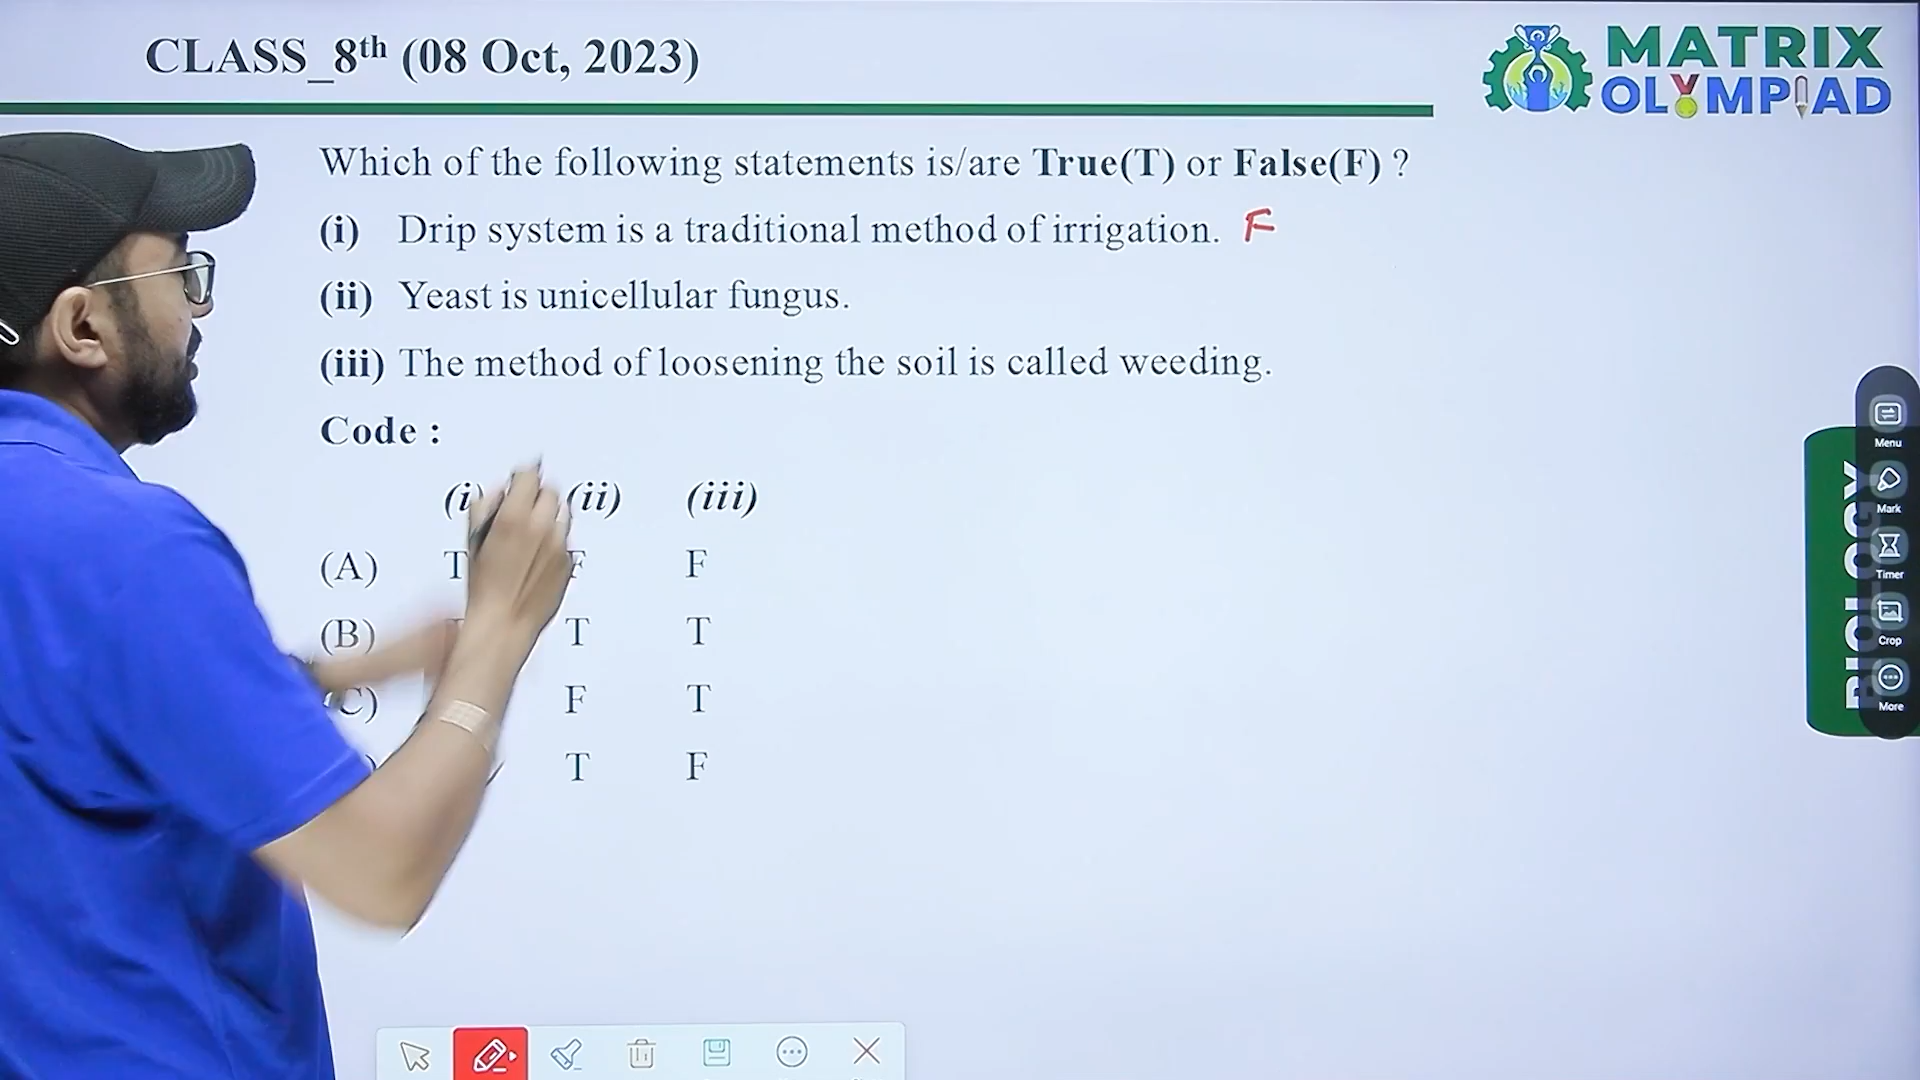 CLASS_8th (08 Oct, 2023)
MATRIX
OLYMPIAD
Which of the following statements is/are True(T) or False(F) ?
(i) Drip system is a traditional method of irrigation. F
(ii) Yeast is unicellular fungus.
(iii) The method of loosening the soil is called weeding.
Code :
(i) (ii) (iii)
(A) T F F
(B) T T
(C) F T
T F
BIOLOGY
Menu
Mark
Timer
Crop
More